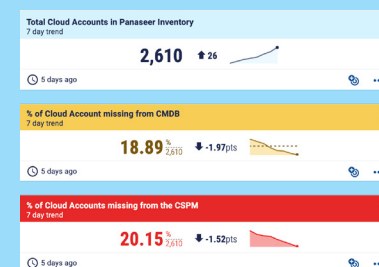 Total Cloud Accounts in Panaseer Inventory
7 day trend
2,610 26
5 days ago
% of Cloud Account missing from CMDB
7 day trend
18.89 % 2,610 -1.97pts
5 days ago
% of Cloud Accounts missing from the CSPM
7 day trend
20.15 % 2,610 -1.52pts
5 days ago